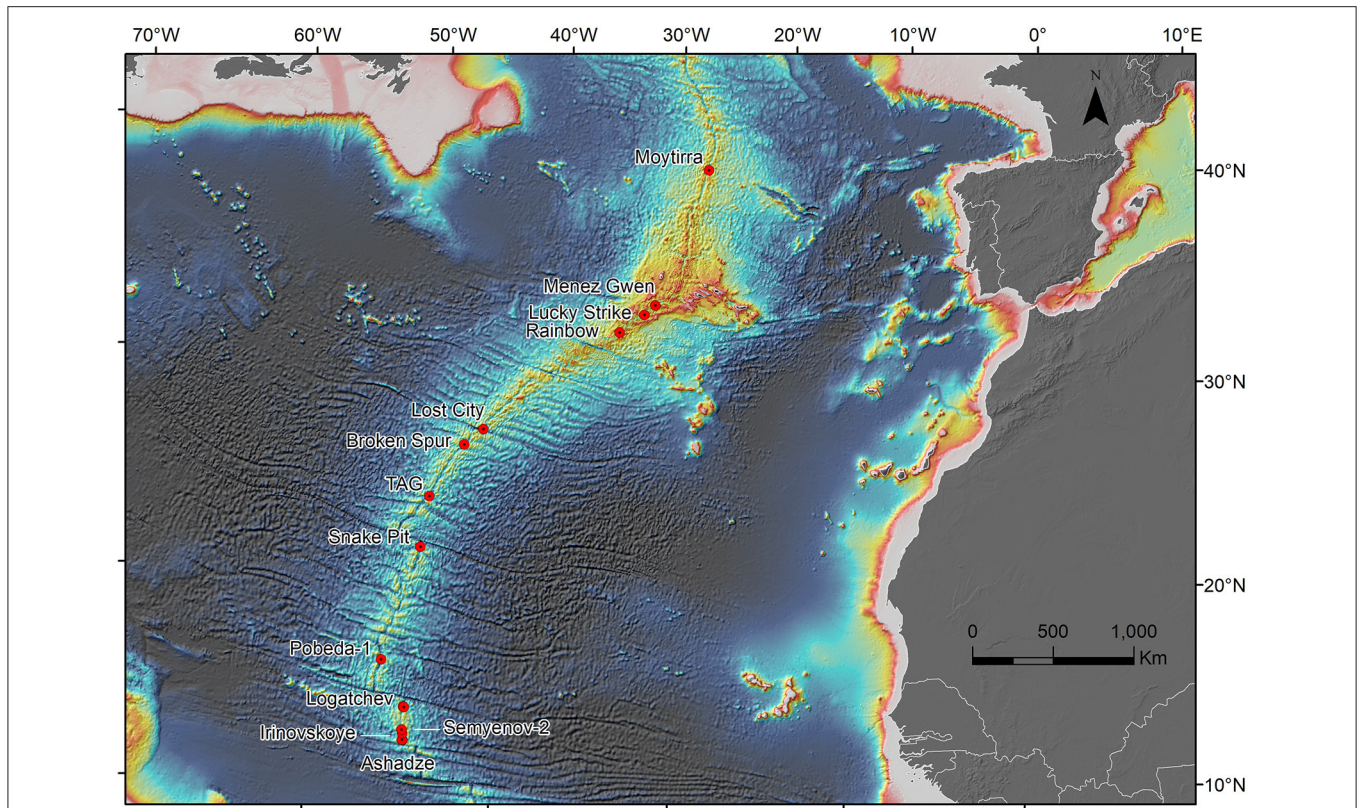 70°W 60°W 50°W 40°W 30°W 20°W 10°W 0° 10°E
N
Moytirra
40°N
Menez Gwen
Lucky Strike
Rainbow
30°N
Lost City
Broken Spur
TAG
Snake Pit
20°N
0 500 1,000
Km
Pobeda-1
Logatchev
Semyenov-2
Irinovskoye
Ashadze
10°N